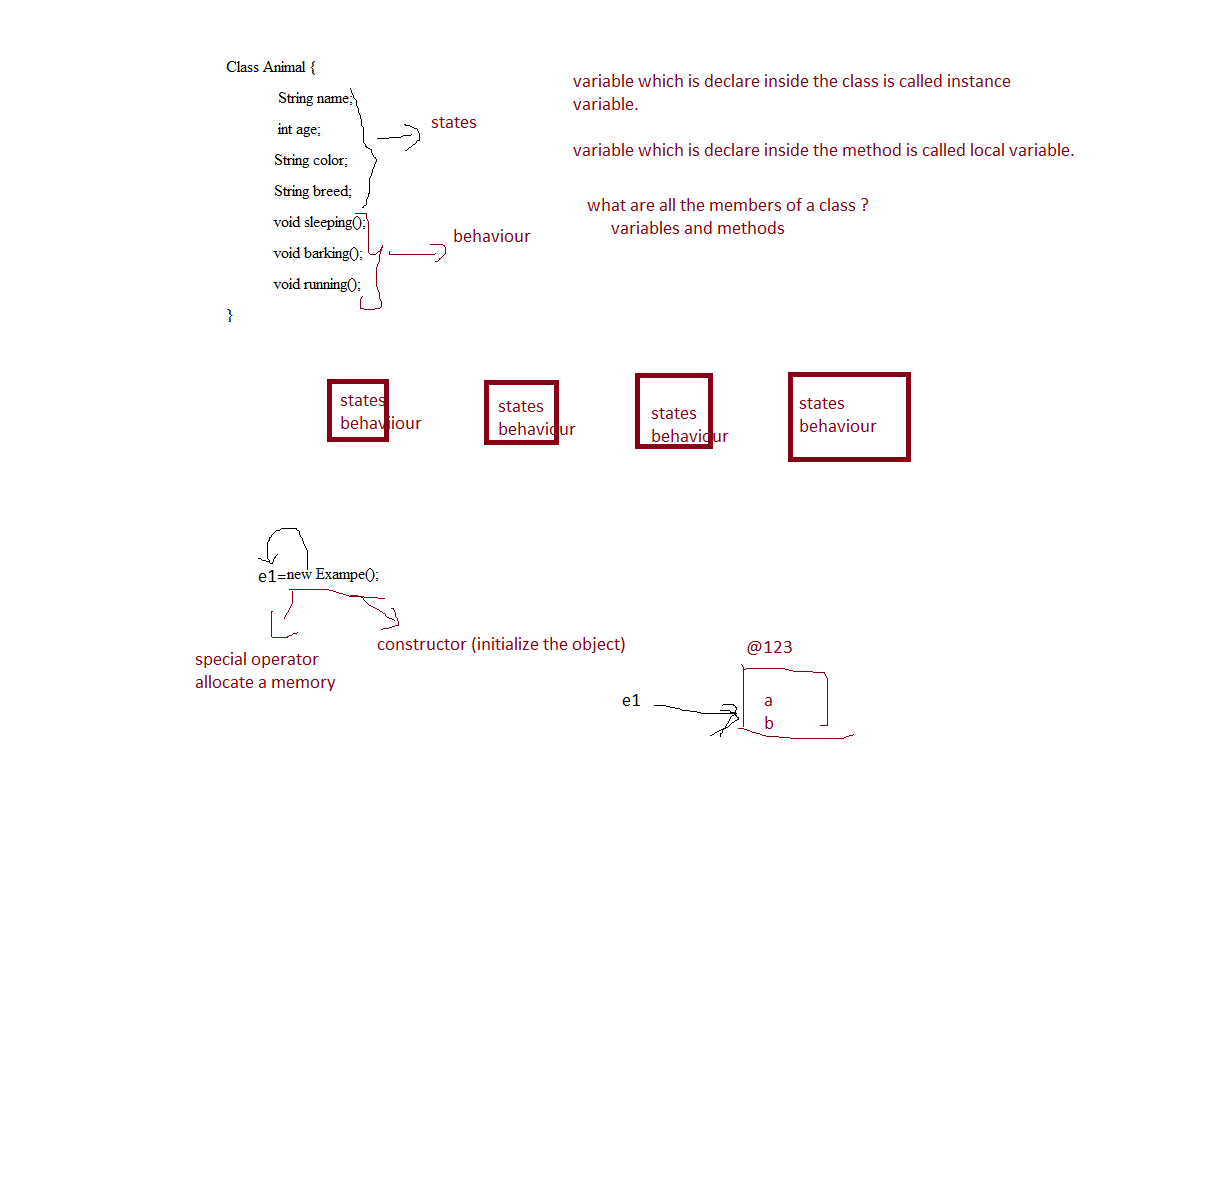 Class Animal {
String name;
int age;
String color;
String breed;
void sleeping();
void barking();
void running();
}
states
behaviour
variable which is declare inside the class is called instance
variable.
variable which is declare inside the method is called local variable.
what are all the members of a class ?
variables and methods
states
behaviiour
states
behaviour
states
behaviour
states
behaviour
e1=new Exampe();
special operator
allocate a memory
constructor (initialize the object)
@123
e1
a
b